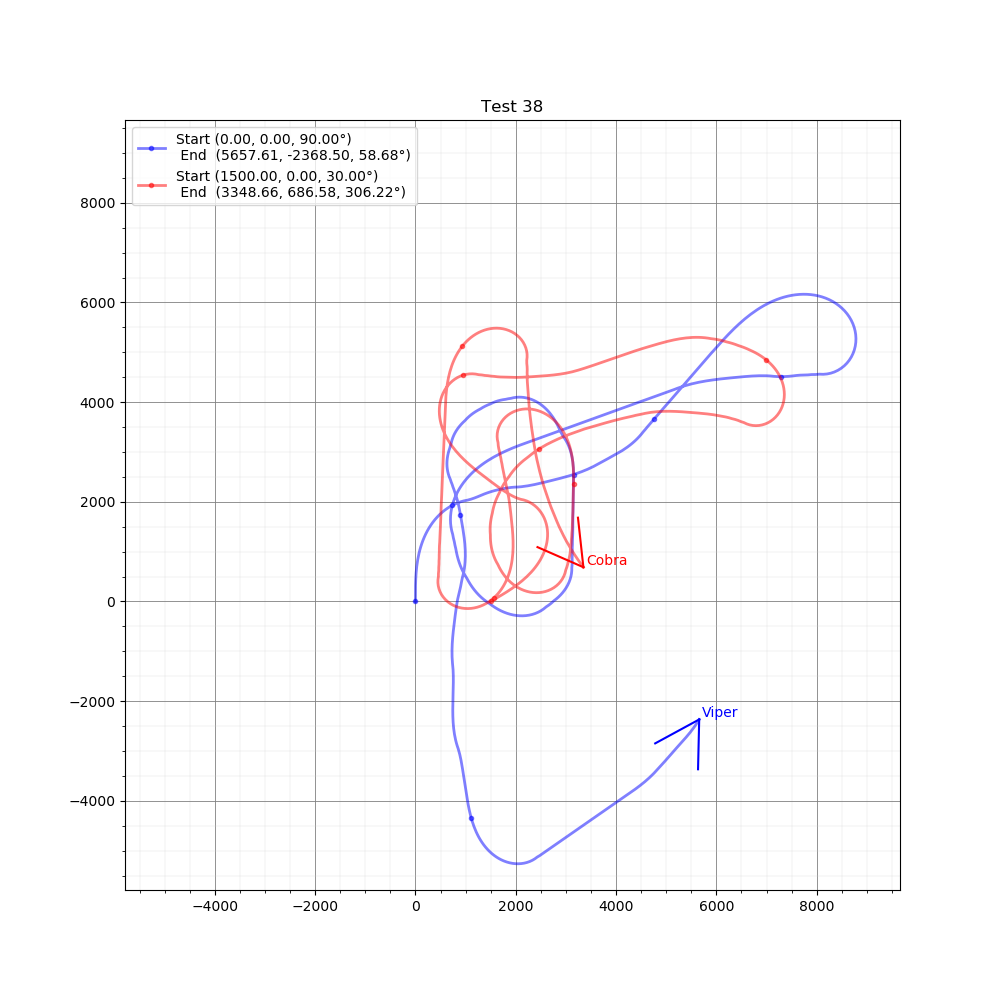 Test 38
Start (0.00, 0.00, 90.00°)
End (5657.61, -2368.50, 58.68°)
Start (1500.00, 0.00, 30.00°)
End (3348.66, 686.58, 306.22°)
8000
6000
4000
2000
0
−2000
−4000
Cobra
Viper
−4000 −2000 0 2000 4000 6000 8000